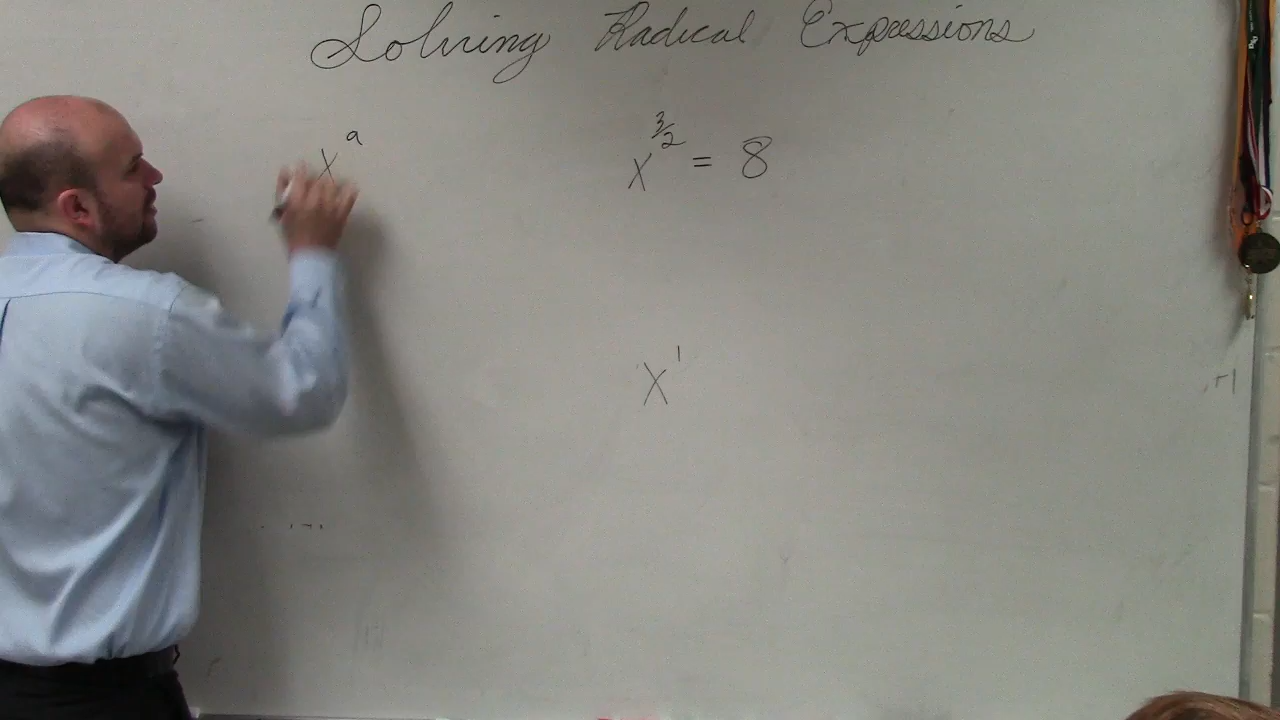 Solving Radical Expressions
x^a
x^{3/2} = 8
x^1